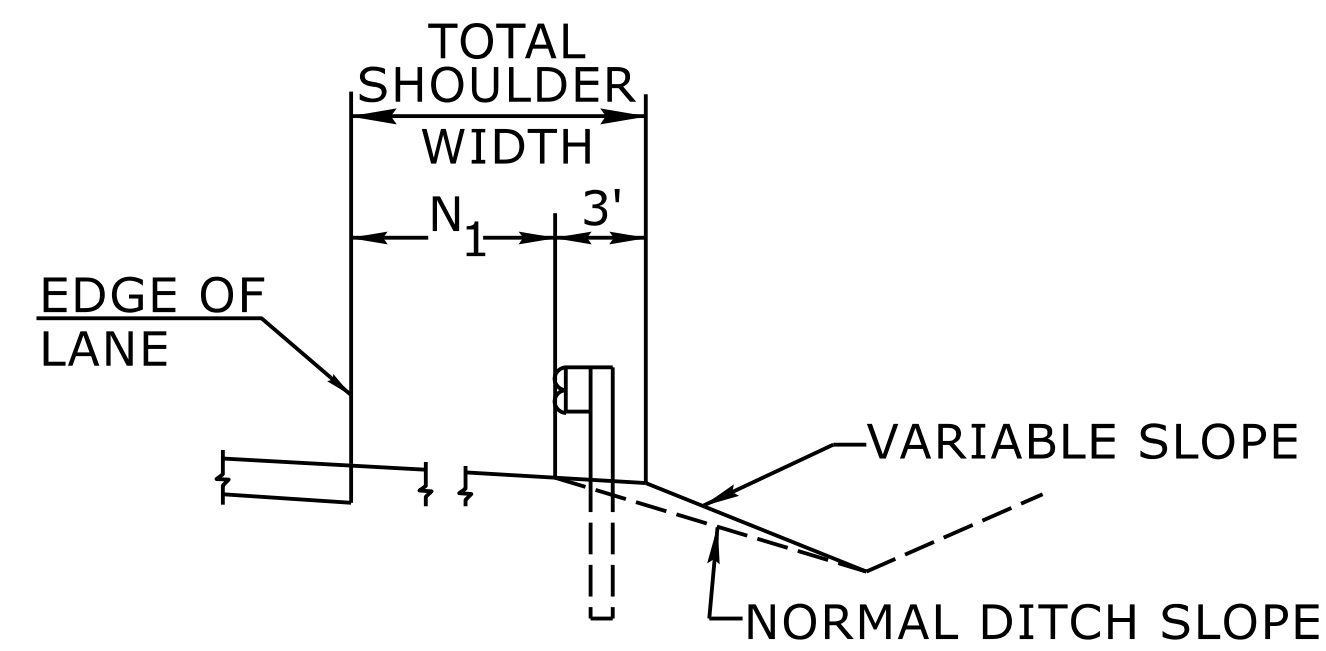 TOTAL
SHOULDER
WIDTH
N1
3'
EDGE OF
LANE
VARIABLE SLOPE
NORMAL DITCH SLOPE